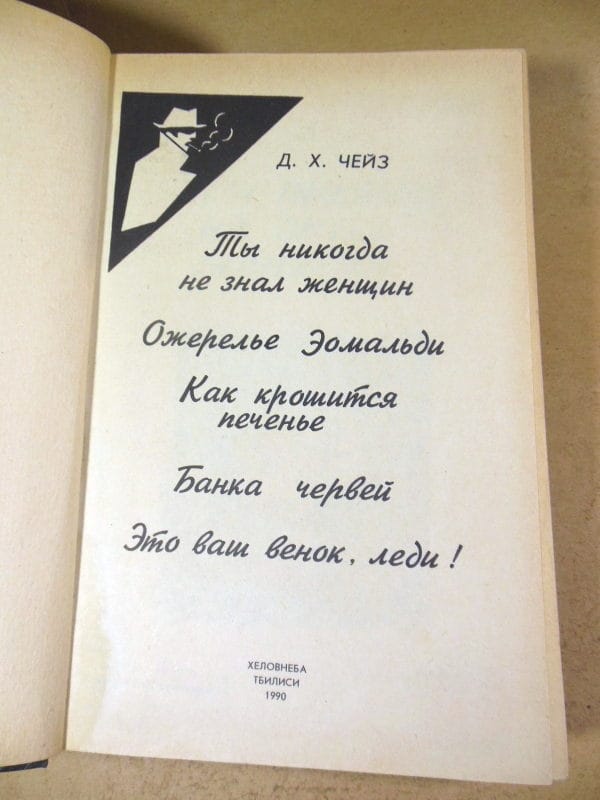 Д. Х. ЧЕЙЗ
Ты никогда
не знал женщин
Ожерелье Эомальди
Как крошится
печенье
Банка червей
Это ваш венок, леди!
ХЕЛОВНЕБА
ТБИЛИСИ
1990